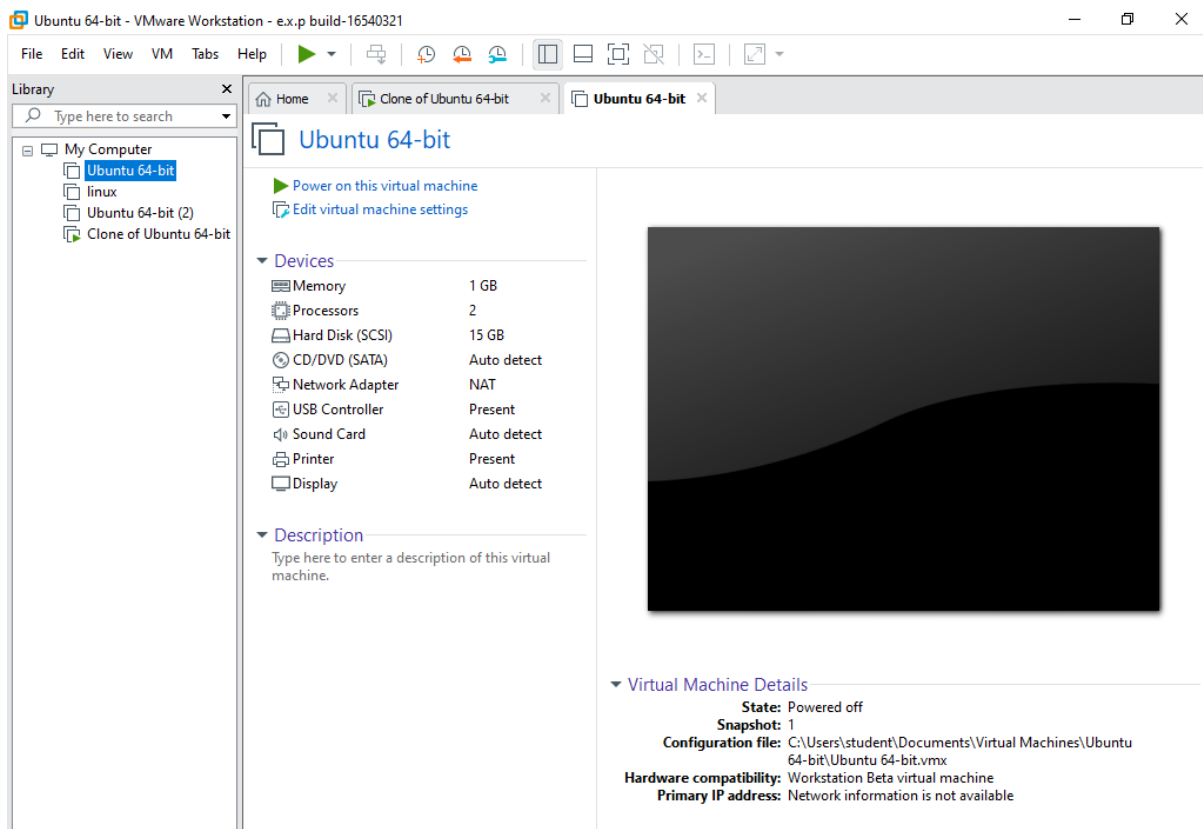 Ubuntu 64-bit - VMware Workstation - e.x.p build-16540321
File Edit View VM Tabs Help
Library
Type here to search
My Computer
Ubuntu 64-bit
linux
Ubuntu 64-bit (2)
Clone of Ubuntu 64-bit
Home
Clone of Ubuntu 64-bit
Ubuntu 64-bit
Ubuntu 64-bit
Power on this virtual machine
Edit virtual machine settings
Devices
Memory 1 GB
Processors 2
Hard Disk (SCSI) 15 GB
CD/DVD (SATA) Auto detect
Network Adapter NAT
USB Controller Present
Sound Card Auto detect
Printer Present
Display Auto detect
Description
Type here to enter a description of this virtual
machine.
Virtual Machine Details
State: Powered off
Snapshot: 1
Configuration file: C:\Users\student\Documents\Virtual Machines\Ubuntu
64-bit\Ubuntu 64-bit.vmx
Hardware compatibility: Workstation Beta virtual machine
Primary IP address: Network information is not available